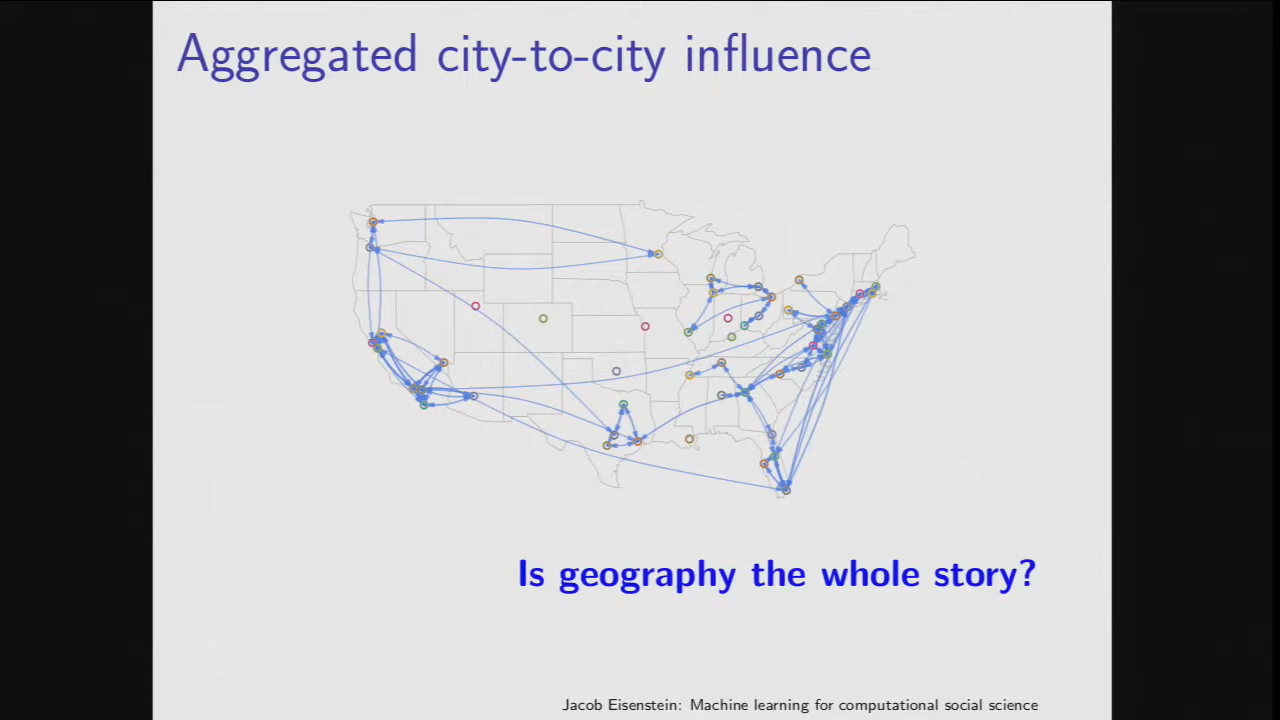 Aggregated city-to-city influence
Is geography the whole story?
Jacob Eisenstein: Machine learning for computational social science